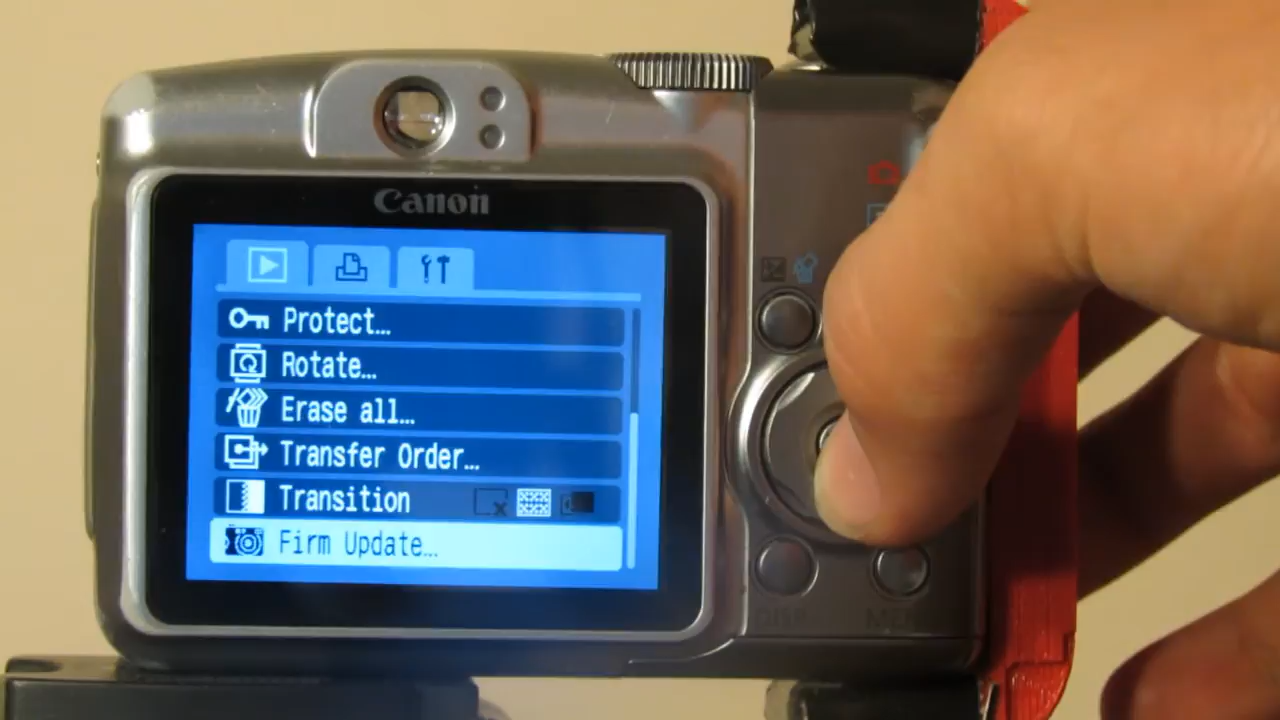 Canon
Protect...
Rotate...
Erase all...
Transfer Order...
Transition
Firm Update...